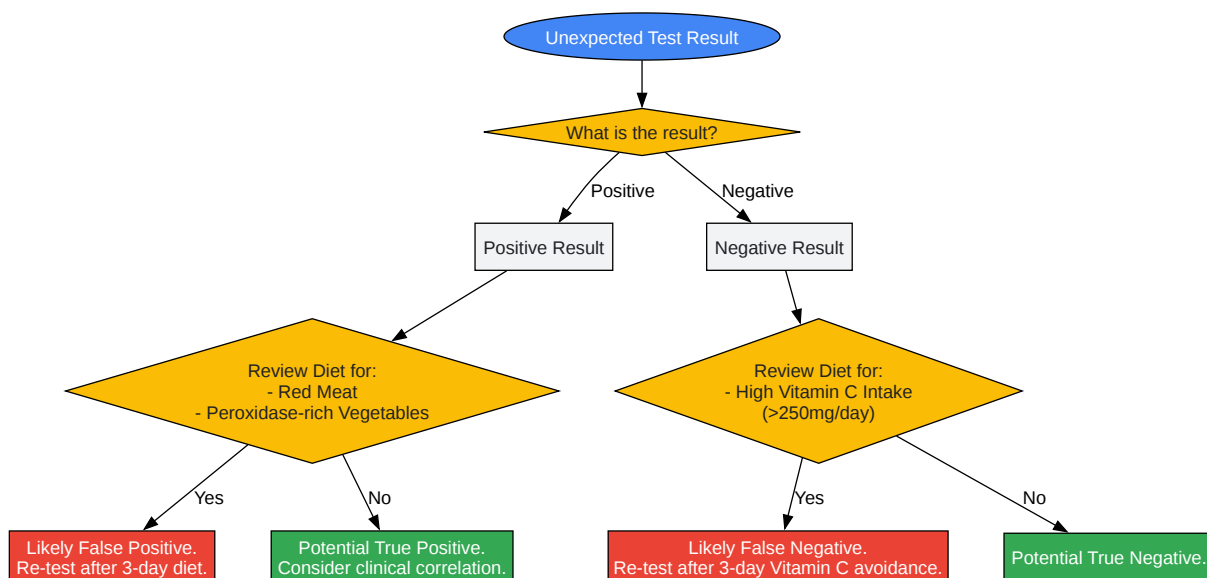 Unexpected Test Result
What is the result?
Positive
Negative
Positive Result
Negative Result
Review Diet for:
- Red Meat
- Peroxidase-rich Vegetables
Review Diet for:
- High Vitamin C Intake
(>250mg/day)
Yes
No
Yes
No
Likely False Positive.
Re-test after 3-day diet.
Potential True Positive.
Consider clinical correlation.
Likely False Negative.
Re-test after 3-day Vitamin C avoidance.
Potential True Negative.